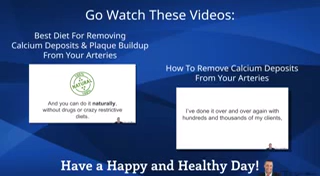 Go Watch These Videos:
Best Diet For Removing
Calcium Deposits & Plaque Buildup
From Your Arteries
NATURAL
And you can do it naturally,
without drugs or crazy restrictive
diets.
How To Remove Calcium Deposits
From Your Arteries
I've done it over and over again with
hundreds and thousands of my clients,
Have a Happy and Healthy Day!